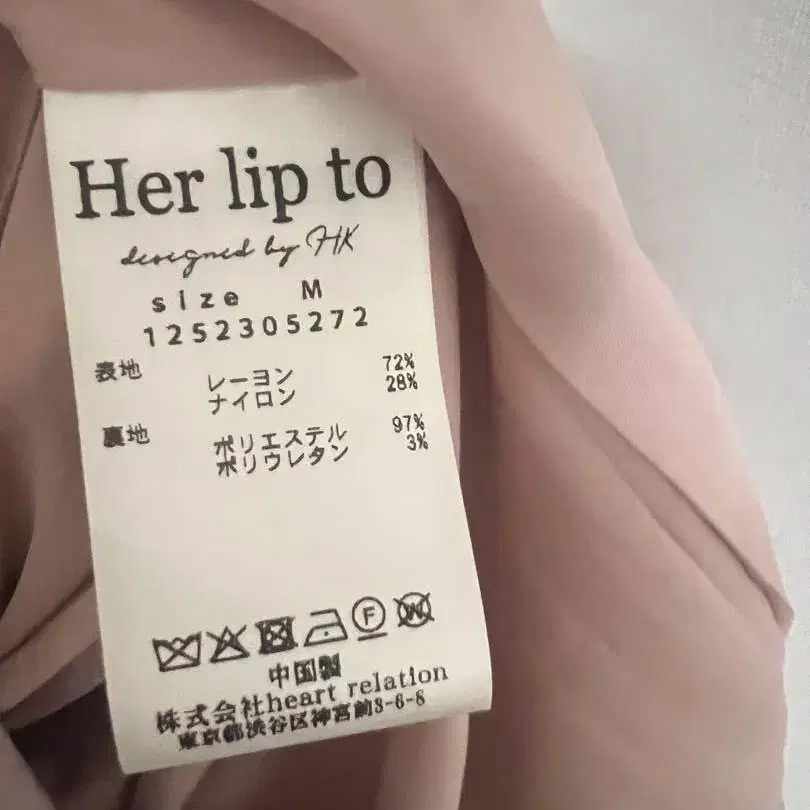 Her lip to
designed by HK
size M
1252305272
表地 レーヨン 72%
ナイロン 28%
裏地 ポリエステル 97%
ポリウレタン 3%
F W
中国製
株式会社heart relation
東京都渋谷区神宮前3-6-8